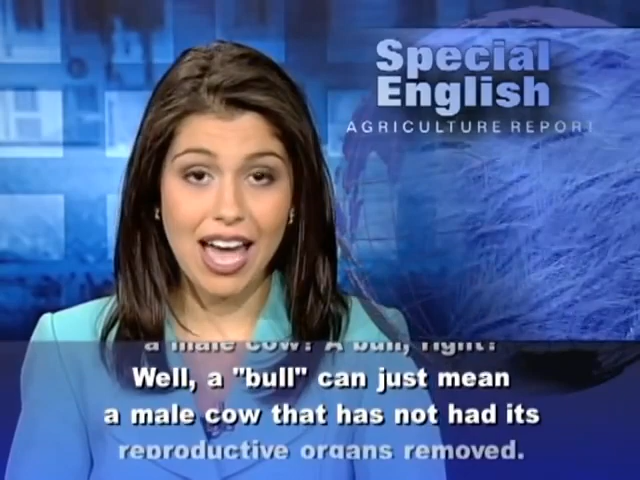 Special
English
AGRICULTURE REPORT
a male cow? A bull, right?
Well, a "bull" can just mean
a male cow that has not had its
reproductive organs removed.